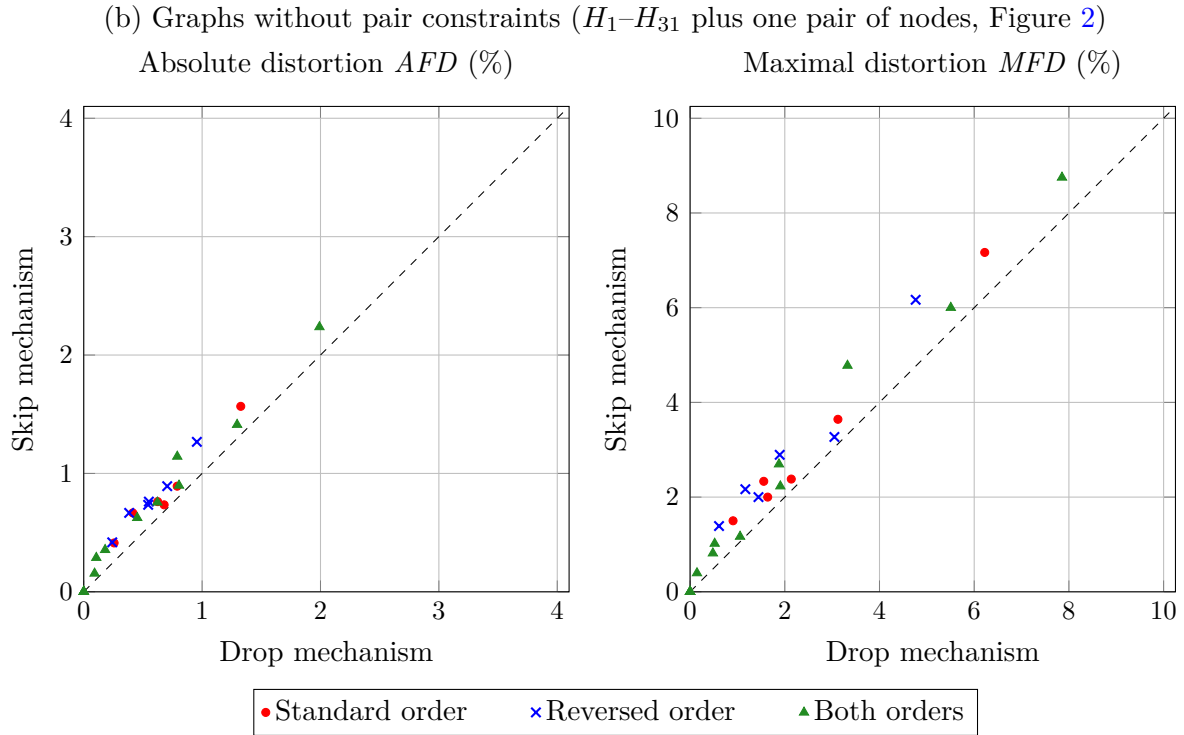 (b) Graphs without pair constraints (H1–H31 plus one pair of nodes, Figure 2)
Absolute distortion AFD (%)
4
3
2
1
0
0 1 2 3 4
Skip mechanism
Drop mechanism
Maximal distortion MFD (%)
10
8
6
4
2
0
0 2 4 6 8 10
Skip mechanism
Drop mechanism
Standard order Reversed order Both orders